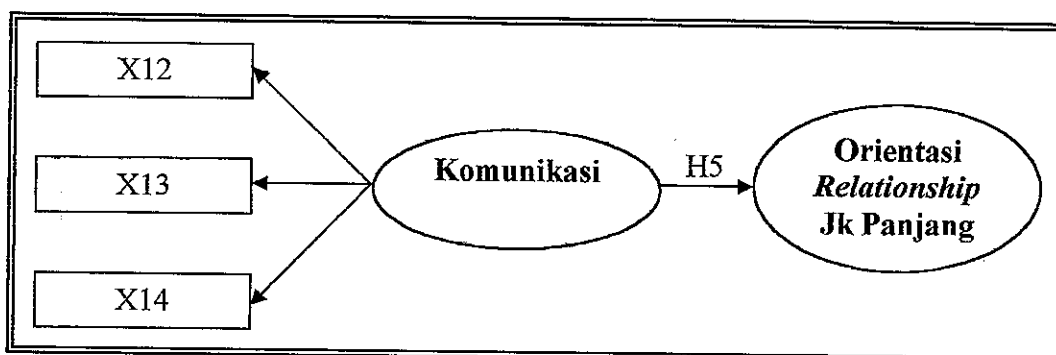 X12
X13
X14
Komunikasi
H5
Orientasi
Relationship
Jk Panjang